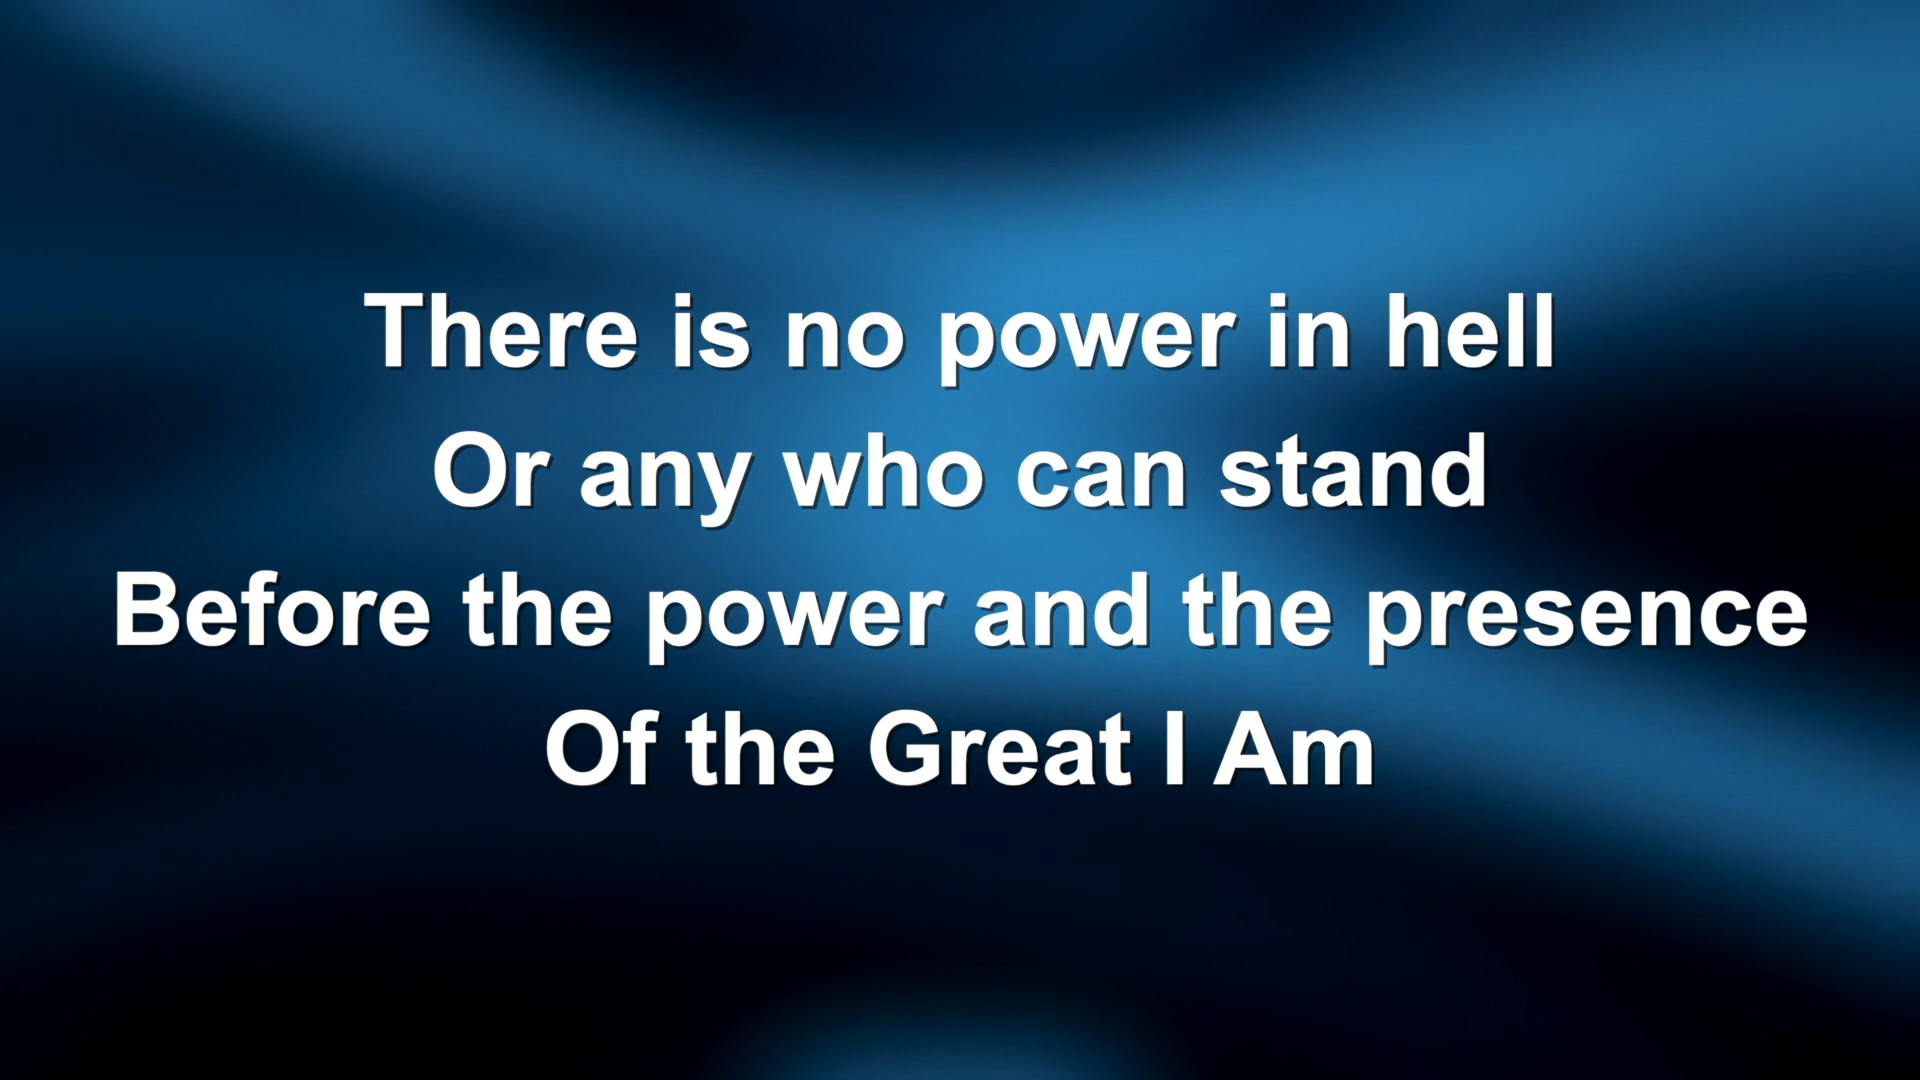 There is no power in hell
Or any who can stand
Before the power and the presence
Of the Great I Am